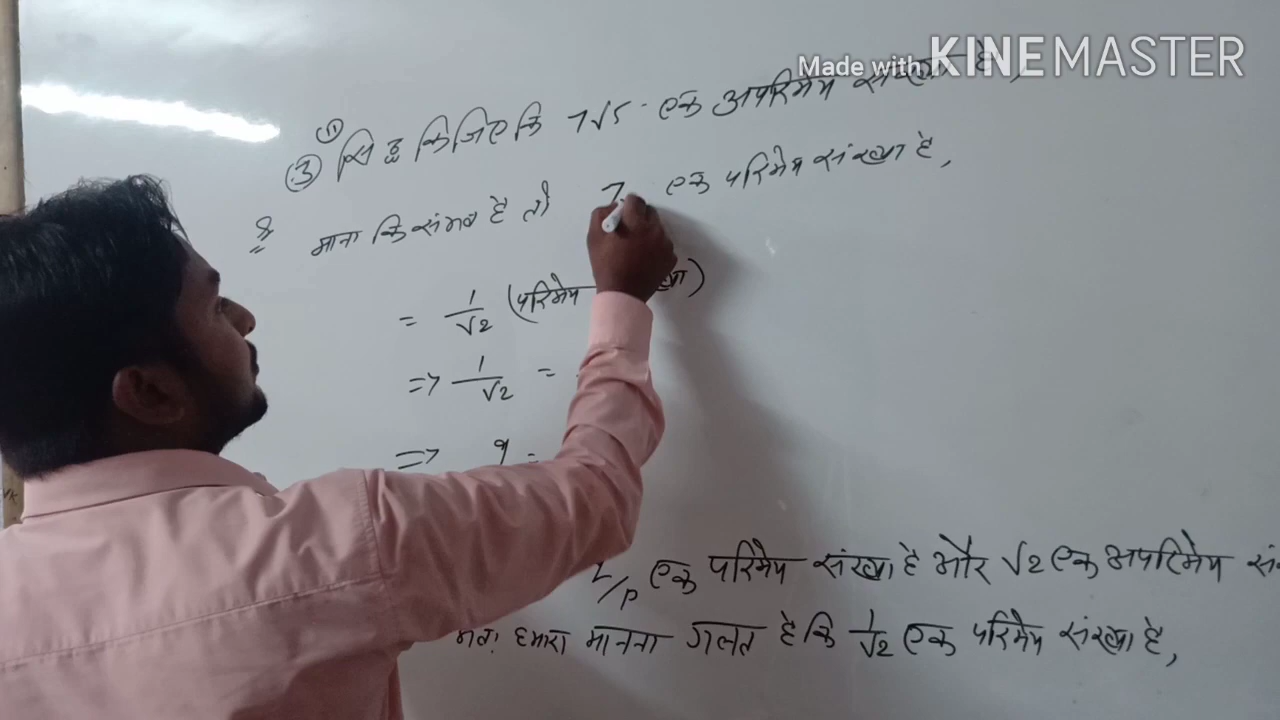 Made with KINEMASTER
(ii)
③ सिद्ध किजिए कि 7√5 एक अपरिमेय संख्या है,
माना कि संभव है तो 7 एक परिमेय संख्या है,
= 1/√2 (परिमेय
=> 1/√2 =
=> q =
/p एक परिमेय संख्या है और √2 एक अपरिमेय
अतः हमारा मानना गलत है कि 1/√2 एक परिमेय संख्या है,